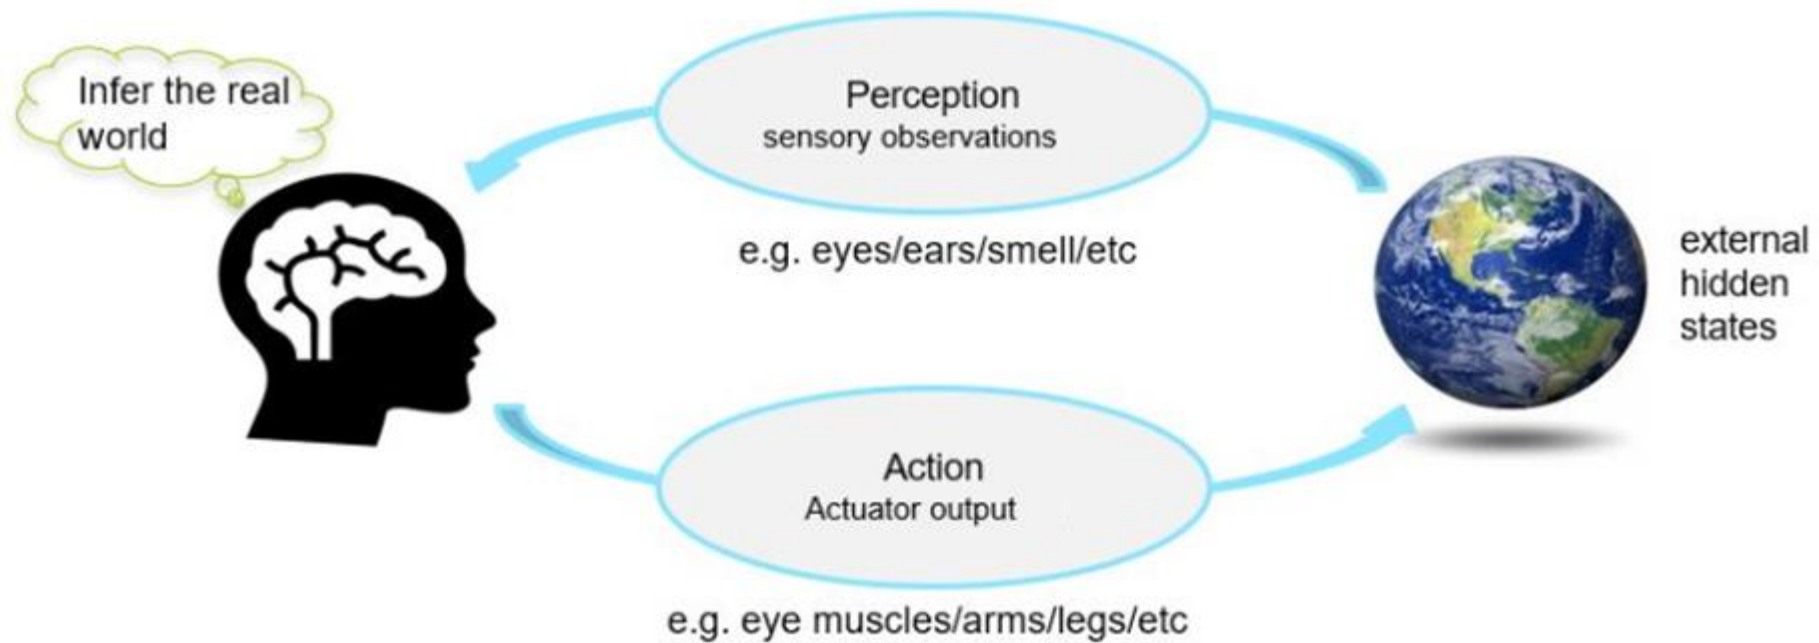 Infer the real
world
Perception
sensory observations
e.g. eyes/ears/smell/etc
external
hidden
states
Action
Actuator output
e.g. eye muscles/arms/legs/etc